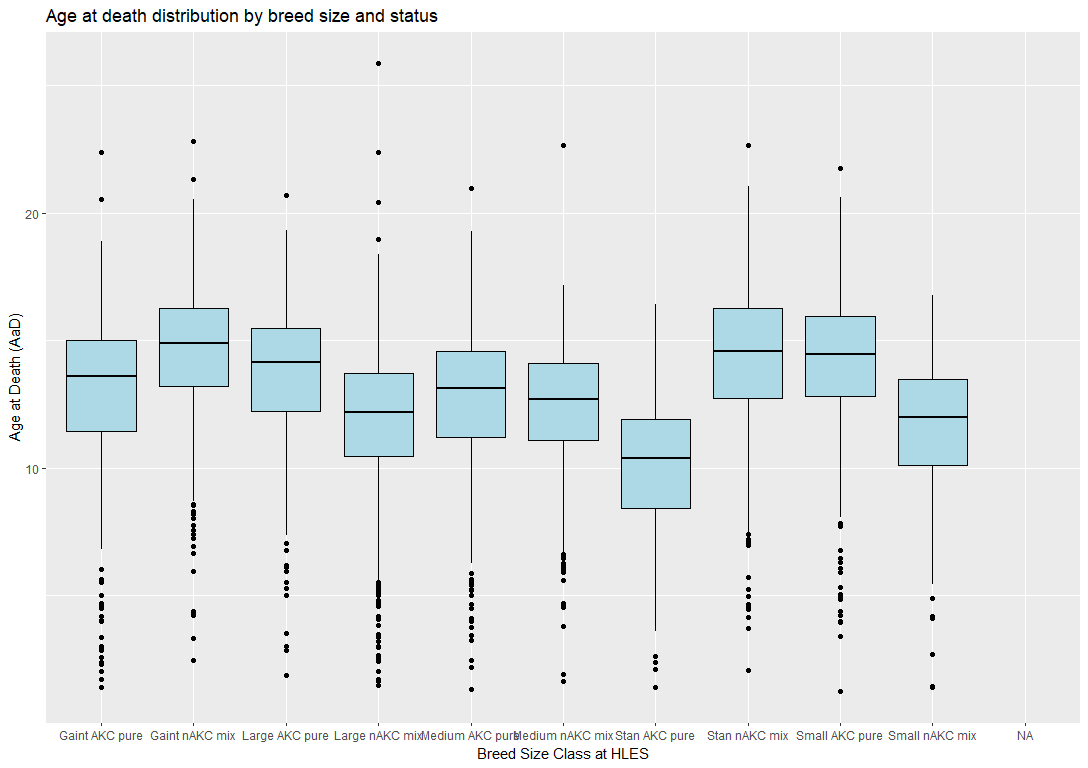 Age at death distribution by breed size and status
Age at Death (AaD)
20
10
Gaint AKC pure Gaint nAKC mix Large AKC pure Large nAKC mix Medium AKC pure Medium nAKC mix Stan AKC pure Stan nAKC mix Small AKC pure Small nAKC mix NA
Breed Size Class at HLES